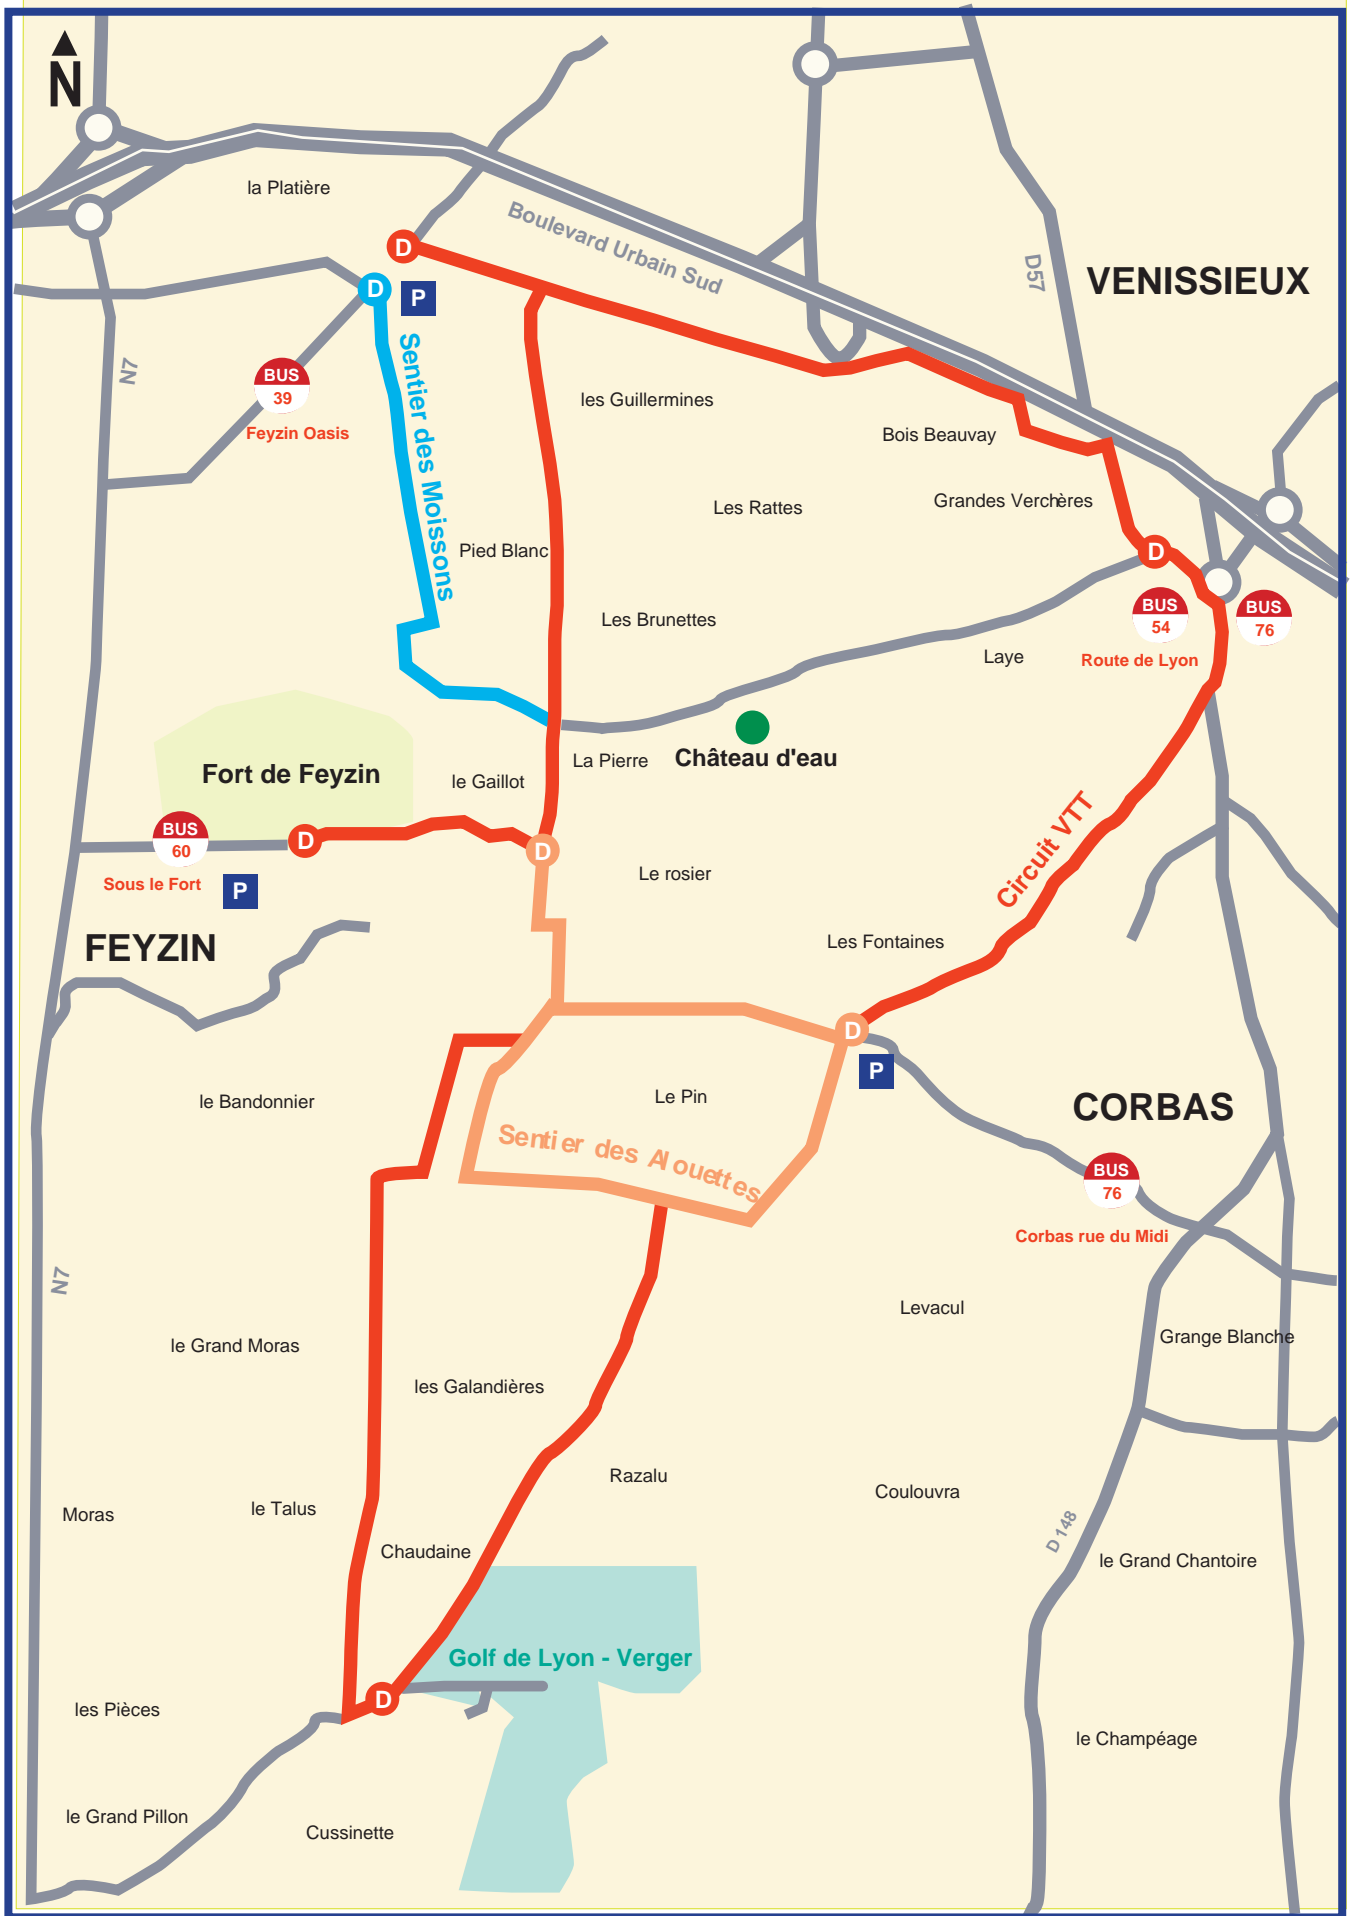 N
la Platière
Boulevard Urbain Sud
D57
VENISSIEUX
D
D
P
N7
Sentier des Moissons
BUS
39
Feyzin Oasis
les Guillermines
Bois Beauvay
Les Rattes
Grandes Verchères
Pied Blanc
D
Les Brunettes
BUS
54
BUS
76
Route de Lyon
Laye
Château d'eau
La Pierre
Fort de Feyzin
le Gaillot
Circuit VTT
BUS
60
D
D
Sous le Fort
P
Le rosier
FEYZIN
Les Fontaines
D
P
le Bandonnier
Le Pin
CORBAS
Sentier des Alouettes
BUS
76
Corbas rue du Midi
N7
Levacul
Grange Blanche
le Grand Moras
les Galandières
Razalu
Coulouvra
Moras
le Talus
D 148
Chaudaine
le Grand Chantoire
Golf de Lyon - Verger
D
les Pièces
le Champéage
le Grand Pillon
Cussinette